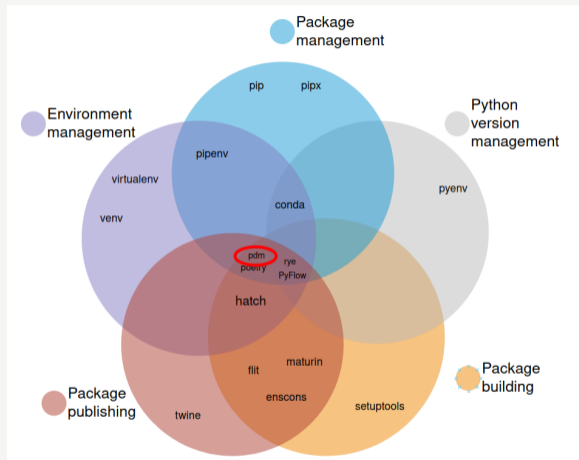 Package
management
pip pipx
Environment
management
Python
version
management
pipenv
virtualenv
pyenv
conda
venv
pdm
rye
poetry
PyFlow
hatch
maturin
flit
Package
building
enscons
Package
publishing
setuptools
twine